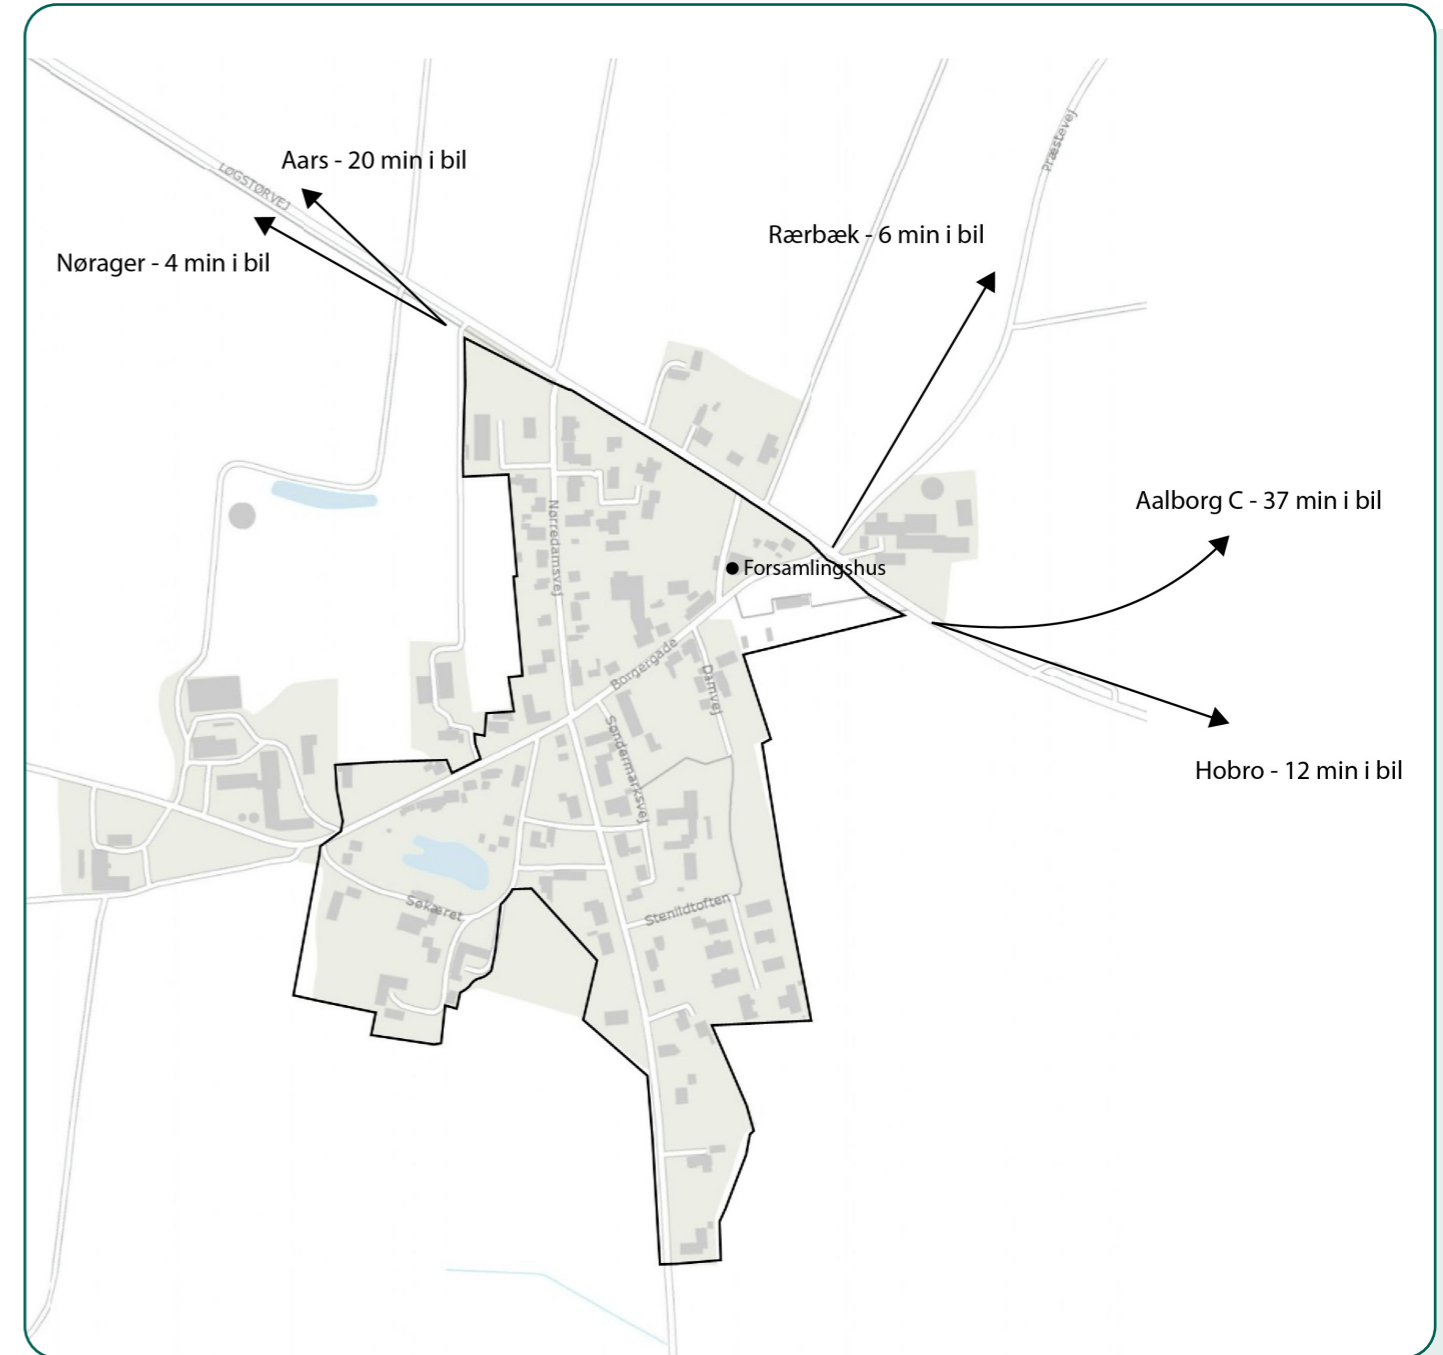 Præstevej
Aars - 20 min i bil
LØGSTØRVEJ
Rærbæk - 6 min i bil
Nørager - 4 min i bil
Aalborg C - 37 min i bil
Nørredamsvej
Forsamlingshus
Borgergade
Damvej
Søndermarksvej
Hobro - 12 min i bil
Søkæret
Stenildtoften